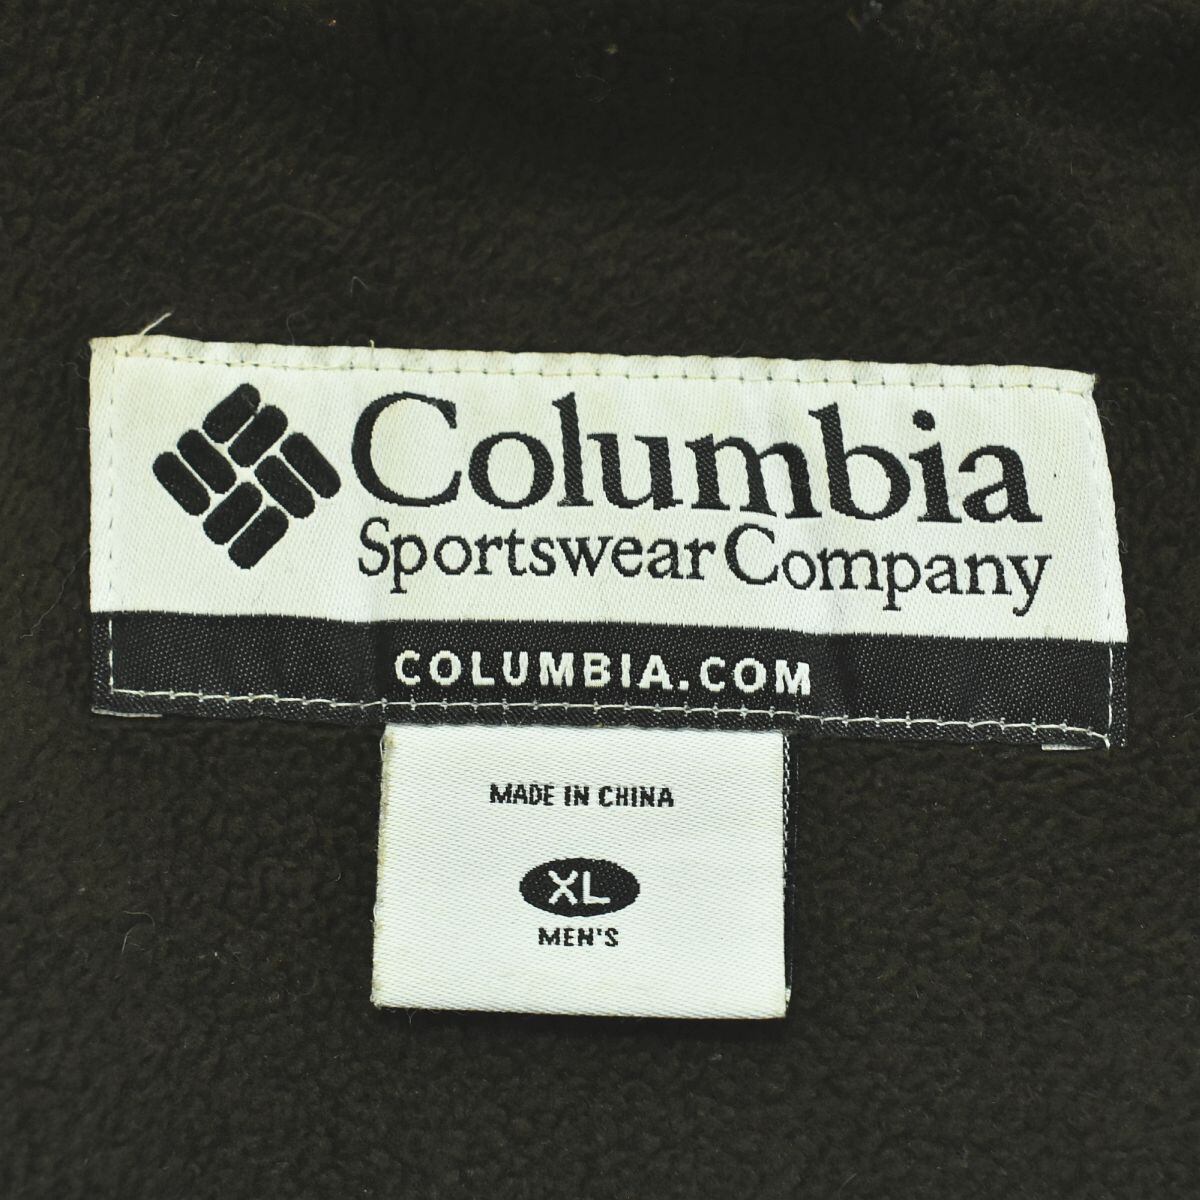 Columbia
Sportswear Company
COLUMBIA.COM
MADE IN CHINA
XL
MEN'S